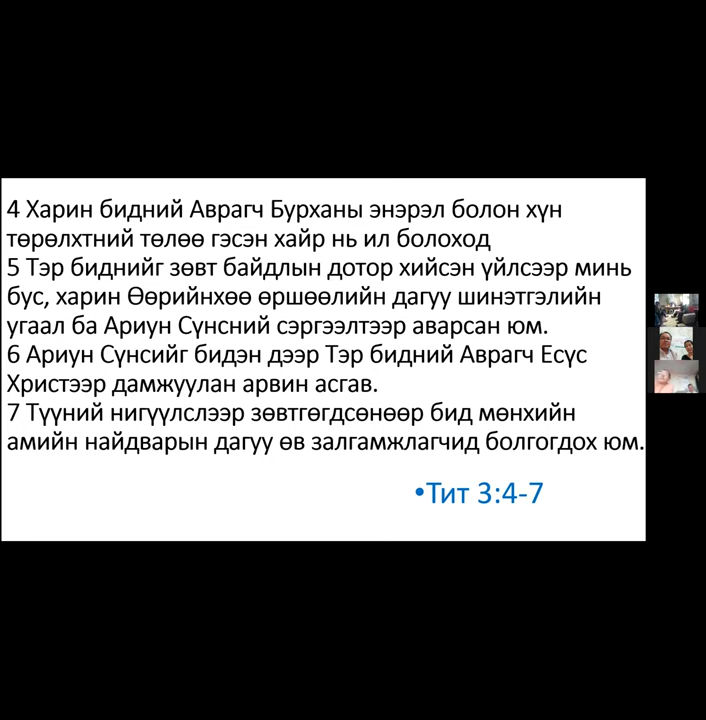 4 Харин бидний Аврагч Бурханы энэрэл болон хүн
төрөлхтний төлөө гэсэн хайр нь ил болоход
5 Тэр биднийг зөвт байдлын дотор хийсэн үйлсээр минь
бус, харин Өөрийнхөө өршөөлийн дагуу шинэтгэлийн
угаал ба Ариун Сүнсний сэргээлтээр аварсан юм.
6 Ариун Сүнсийг бидэн дээр Тэр бидний Аврагч Есүс
Христээр дамжуулан арвин асгав.
7 Түүний нигүүлслээр зөвтгөгдсөнөөр бид мөнхийн
амийн найдварын дагуу өв залгамжлагчид болгогдох юм.
•Тит 3:4-7